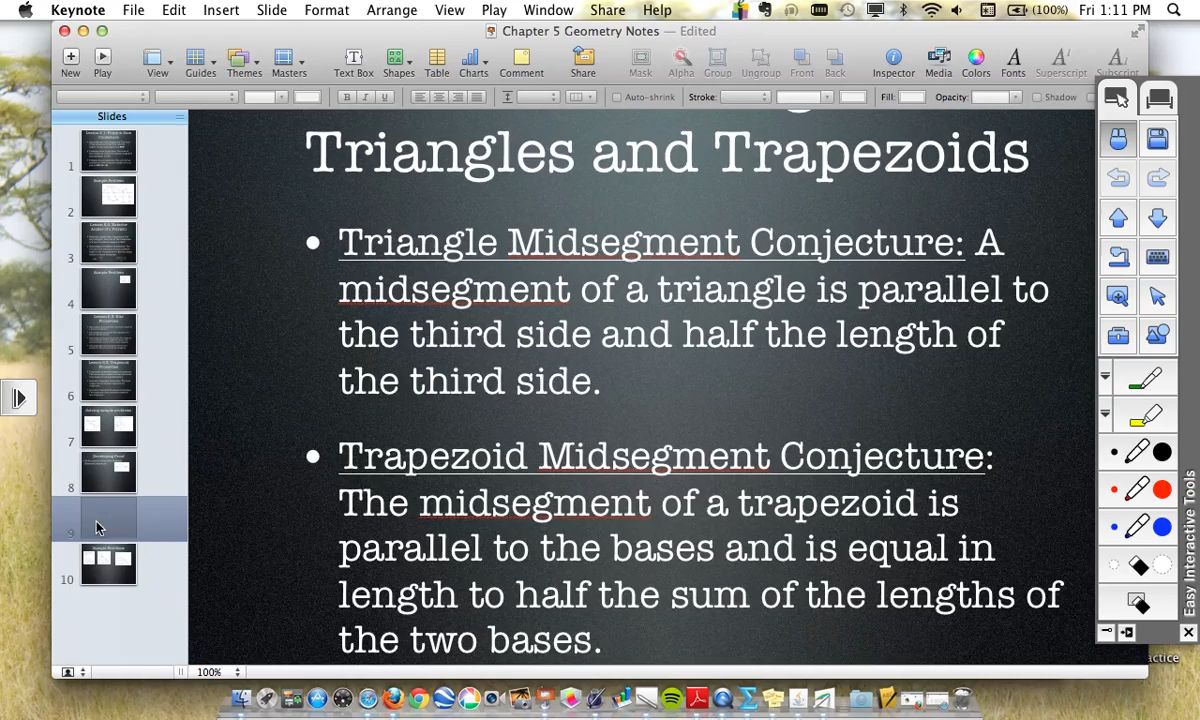 Keynote File Edit Insert Slide Format Arrange View Play Window Share Help (100%) Fri 1:11 PM
Chapter 5 Geometry Notes — Edited
New Play View Guides Themes Masters Text Box Shapes Table Charts Comment Share Mask Alpha Group Ungroup Front Back Inspector Media Colors Fonts Superscript Subscript
B I U Auto-shrink Stroke: Fill: Opacity: Shadow
Slides
1
2
3
4
5
6
7
8
9
10
Triangles and Trapezoids
• Triangle Midsegment Conjecture: A
midsegment of a triangle is parallel to
the third side and half the length of
the third side.
• Trapezoid Midsegment Conjecture:
The midsegment of a trapezoid is
parallel to the bases and is equal in
length to half the sum of the lengths of
the two bases.
100%
Easy Interactive Tools
actice